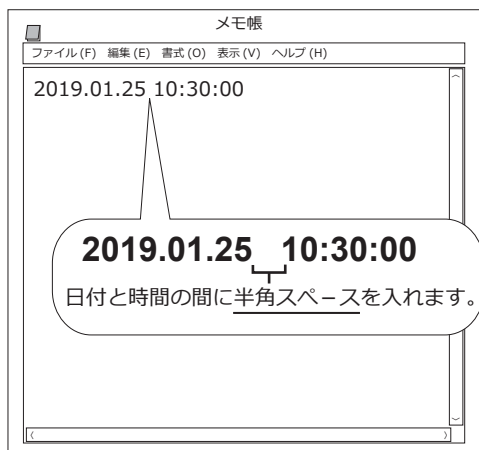 メモ帳
ファイル (F) 編集 (E) 書式 (O) 表示 (V) ヘルプ (H)
2019.01.25 10:30:00
2019.01.25 10:30:00
日付と時間の間に半角スペースを入れます。